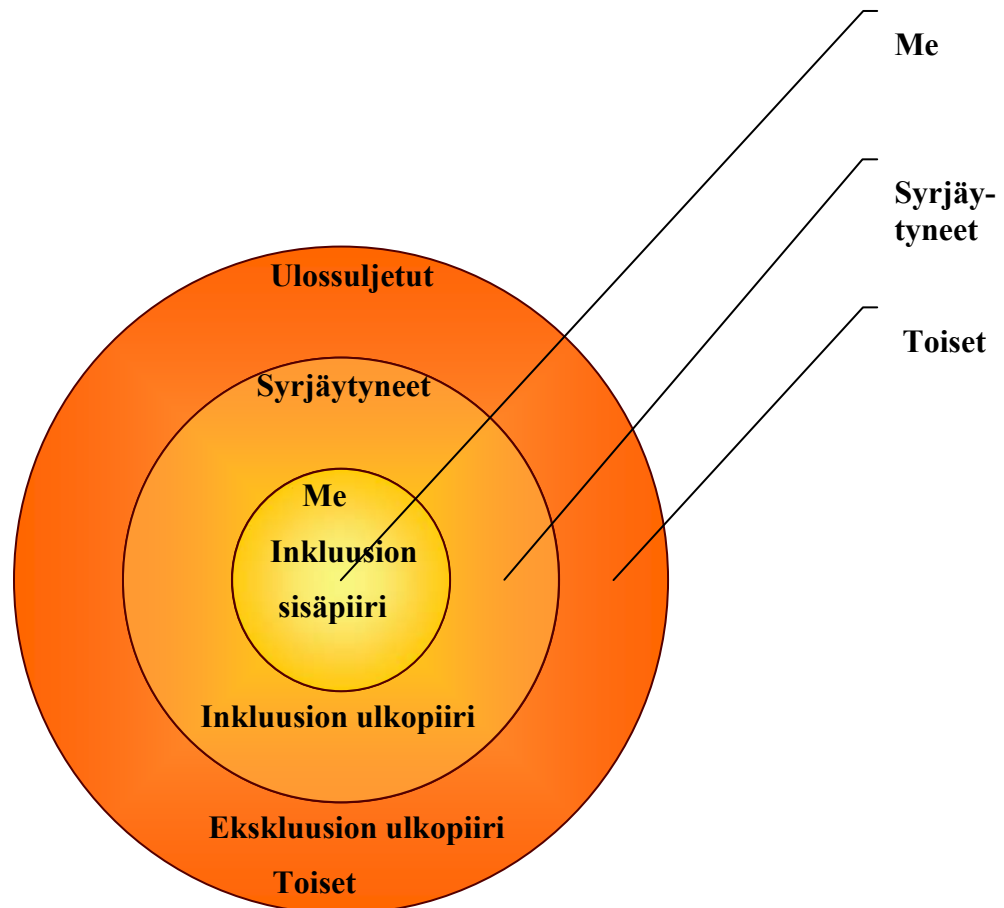 Me
Syrjäy-
tyneet
Toiset
Ulossuljetut
Syrjäytyneet
Me
Inkluusion
sisäpiiri
Inkluusion ulkopiiri
Ekskluusion ulkopiiri
Toiset